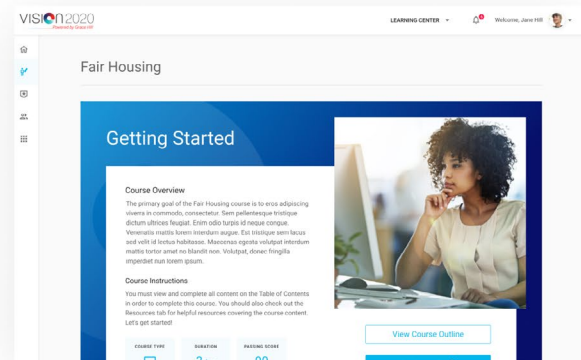 VISION 2020
Powered by Grace Hill
LEARNING CENTER
Welcome, Jane Hill
Fair Housing
Getting Started
Course Overview
The primary goal of the Fair Housing course is to eros adipiscing
viverra in commodo, consectetur. Sem pellentesque tristique
dictum ultrices feugiat. Enim odio turpis id neque congue.
Venenatis mattis lorem interdum augue. Est tristique sem lacus
sed velit id lectus habitasse. Maecenas egesta volutpat interdum
mattis tortor amet no blandit non. Volutpat, donec fringilla
imperdiet nun lorem ipsum.
Course Instructions
You must view and complete all content on the Table of Contents
in order to complete this course. You should also check out the
Resources tab for helpful resources covering the course content.
Let's get started!
COURSE TYPE
DURATION
PASSING SCORE
View Course Outline